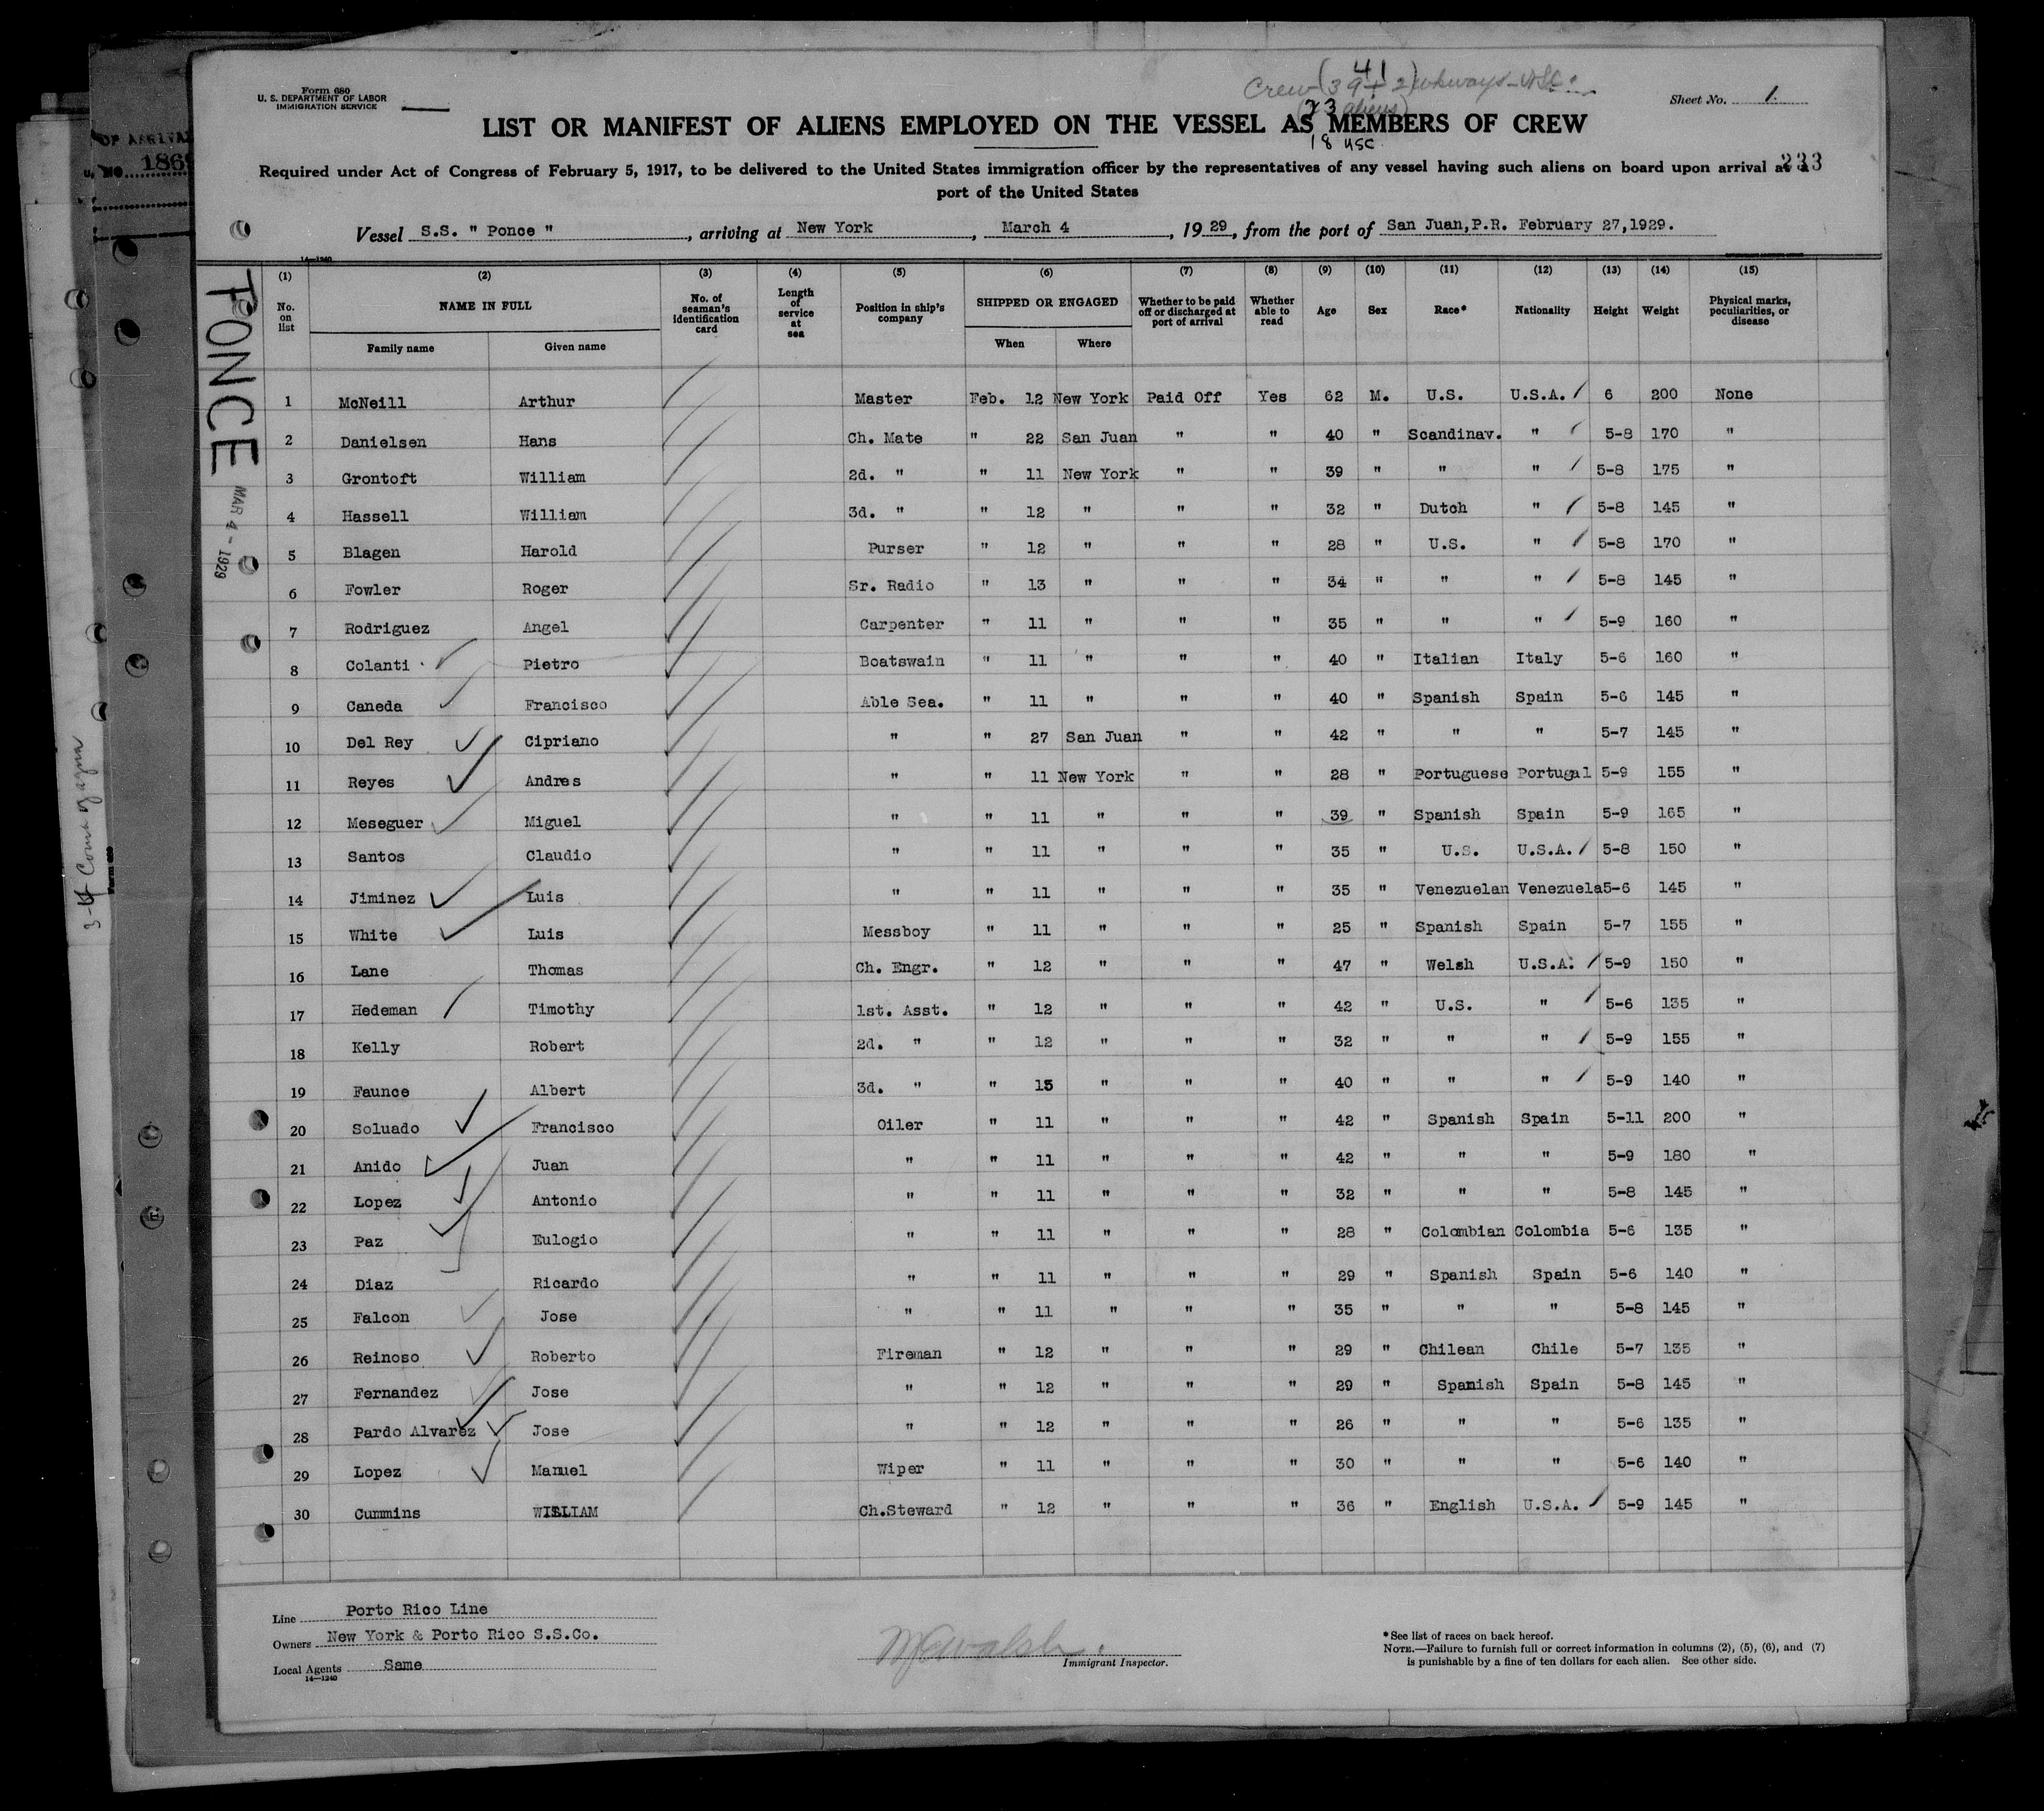 Form 680
U. S. DEPARTMENT OF LABOR
IMMIGRATION SERVICE
41
Crew (39+2)
23 aliens
18 USC
Sheet No. 1.
LIST OR MANIFEST OF ALIENS EMPLOYED ON THE VESSEL AS MEMBERS OF CREW
Required under Act of Congress of February 5, 1917, to be delivered to the United States immigration officer by the representatives of any vessel having such aliens on board upon arrival at a
233
port of the United States
Vessel S.S. " Ponce " , arriving at New York , March 4 , 1929, from the port of San Juan,P.R. February 27,1929.
14—1240
OF ARRIVAL
No. 186
PONCE
MAR 4 - 1929
(1) (2) (3) (4) (5) (6) (7) (8) (9) (10) (11) (12) (13) (14) (15)
No. on list NAME IN FULL Family name Given name No. of seaman's identification card Length of service at sea Position in ship's company SHIPPED OR ENGAGED When Where Whether to be paid off or discharged at port of arrival Whether able to read Age Sex Race* Nationality Height Weight Physical marks, peculiarities, or disease
1 McNeill Arthur Master Feb. 12 New York Paid Off Yes 62 M. U.S. U.S.A. 6 200 None
2 Danielsen Hans Ch. Mate " 22 San Juan " " 40 " Scandinav. " 5-8 170 "
3 Grontoft William 2d. " " 11 New York " " 39 " " " 5-8 175 "
4 Hassell William 3d. " " 12 " " " 32 " Dutch " 5-8 145 "
5 Blagen Harold Purser " 12 " " " 28 " U.S. " 5-8 170 "
6 Fowler Roger Sr. Radio " 13 " " " 34 " " " 5-8 145 "
7 Rodriguez Angel Carpenter " 11 " " " 35 " " " 5-9 160 "
8 Colanti Pietro Boatswain " 11 " " " 40 " Italian Italy 5-6 160 "
9 Caneda Francisco Able Sea. " 11 " " " 40 " Spanish Spain 5-6 145 "
10 Del Rey Cipriano " " 27 San Juan " " 42 " " " 5-7 145 "
11 Reyes Andres " " 11 New York " " 28 " Portuguese Portugal 5-9 155 "
12 Meseguer Miguel " " 11 " " " 39 " Spanish Spain 5-9 165 "
13 Santos Claudio " " 11 " " " 35 " U.S. U.S.A. 5-8 150 "
14 Jiminez Luis " " 11 " " " 35 " Venezuelan Venezuela 5-6 145 "
15 White Luis Messboy " 11 " " " 25 " Spanish Spain 5-7 155 "
16 Lane Thomas Ch. Engr. " 12 " " " 47 " Welsh U.S.A. 5-9 150 "
17 Hedeman Timothy 1st. Asst. " 12 " " " 42 " U.S. " 5-6 135 "
18 Kelly Robert 2d. " " 12 " " " 32 " " " 5-9 155 "
19 Faunce Albert 3d. " " 15 " " " 40 " " " 5-9 140 "
20 Soluado Francisco Oiler " 11 " " " 42 " Spanish Spain 5-11 200 "
21 Anido Juan " " 11 " " " 42 " " " 5-9 180 "
22 Lopez Antonio " " 11 " " " 32 " " " 5-8 145 "
23 Paz Eulogio " " 11 " " " 28 " Colombian Colombia 5-6 135 "
24 Diaz Ricardo " " 11 " " " 29 " Spanish Spain 5-6 140 "
25 Falcon Jose " " 11 " " " 35 " " " 5-8 145 "
26 Reinoso Roberto Fireman " 12 " " " 29 " Chilean Chile 5-7 135 "
27 Fernandez Jose " " 12 " " " 29 " Spanish Spain 5-8 145 "
28 Pardo Alvarez Jose " " 12 " " " 26 " " " 5-6 135 "
29 Lopez Manuel Wiper " 11 " " " 30 " " " 5-6 140 "
30 Cummins WILLIAM Ch.Steward " 12 " " " 36 " English U.S.A. 5-9 145 "
Line Porto Rico Line
Owners New York & Porto Rico S.S.Co.
Local Agents Same
14—1240
Immigrant Inspector.
* See list of races on back hereof.
NOTE.—Failure to furnish full or correct information in columns (2), (5), (6), and (7)
is punishable by a fine of ten dollars for each alien. See other side.